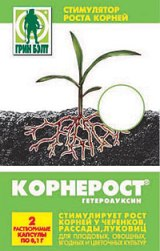 СТИМУЛЯТОР
РОСТА КОРНЕЙ
ГРИН БЭЛТ
КОРНЕРОСТ®
ГЕТЕРОАУКСИН
2
РАСТВОРИМЫЕ
КАПСУЛЫ
ПО 0,1 Г
СТИМУЛИРУЕТ РОСТ
КОРНЕЙ У ЧЕРЕНКОВ,
РАССАДЫ, ЛУКОВИЦ
ДЛЯ ПЛОДОВЫХ, ОВОЩНЫХ,
ЯГОДНЫХ И ЦВЕТОЧНЫХ КУЛЬТУР